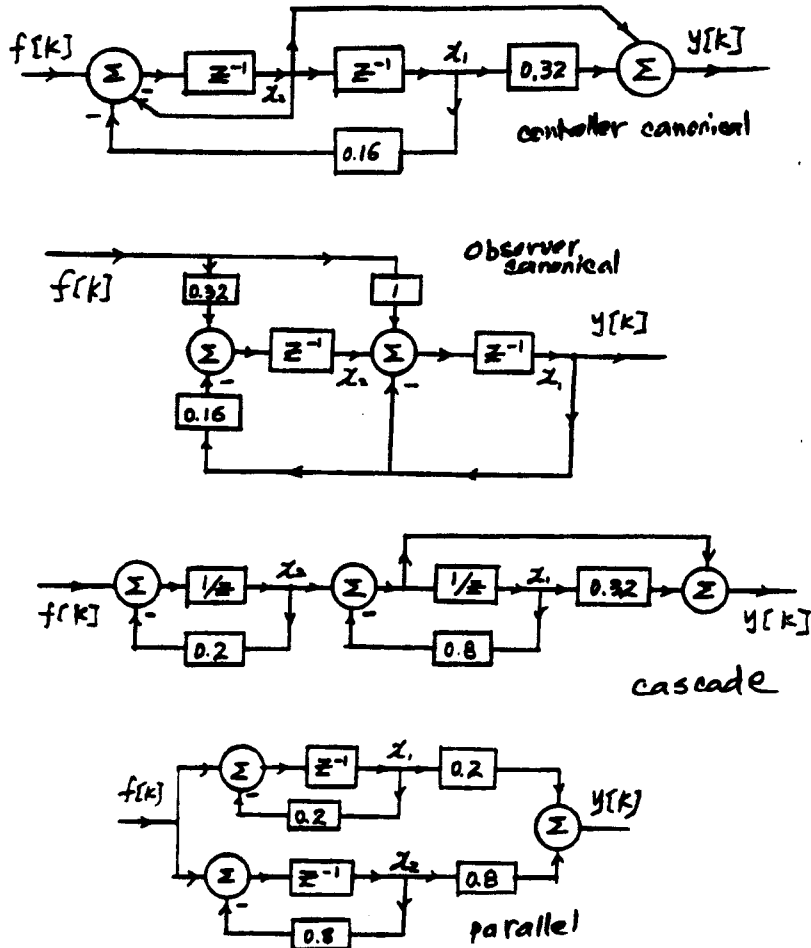 f[k] Σ z⁻¹ x₂ z⁻¹ x₁ 0.32 Σ y[k]
- -
0.16
controller canonical
observer
canonical
f[k] 0.32 1
Σ z⁻¹ x₂ Σ z⁻¹ x₁ y[k]
- -
0.16
f[k] Σ 1/z x₂ Σ 1/z x₁ 0.32 Σ y[k]
- -
0.2 0.8
cascade
f[k] Σ z⁻¹ x₁ 0.2
-
0.2
Σ y[k]
Σ z⁻¹ x₂ 0.8
-
0.8
parallel